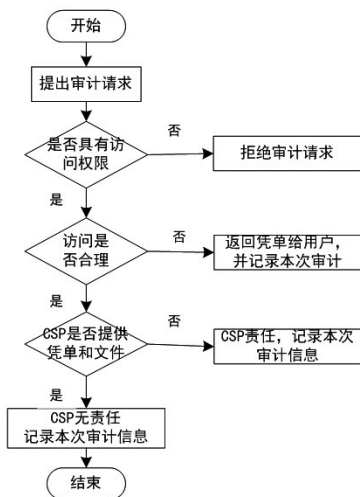 开始
提出审计请求
是否具有访
问权限
否
拒绝审计请求
是
访问是
否合理
否
返回凭单给用户，
并记录本次审计
是
CSP是否提供
凭单和文件
否
CSP责任，记录本次
审计信息
是
CSP无责任
记录本次审计信息
结束